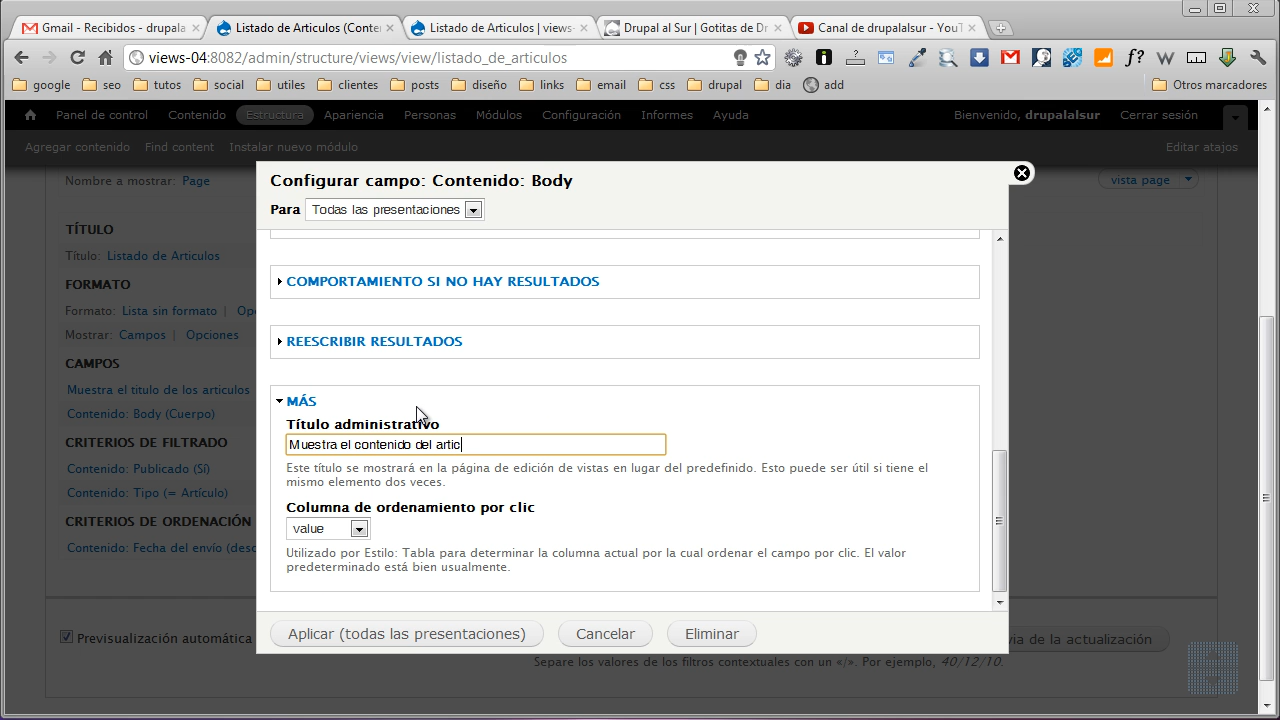 Gmail - Recibidos - drupala
Listado de Articulos (Conte
Listado de Articulos | views-
Drupal al Sur | Gotitas de Dr
Canal de drupalalsur - YouT
views-04:8082/admin/structure/views/view/listado_de_articulos
google seo tutos social utiles clientes posts diseño links email css drupal dia add Otros marcadores
Panel de control Contenido Estructura Apariencia Personas Módulos Configuración Informes Ayuda Bienvenido, drupalalsur Cerrar sesión
Agregar contenido Find content Instalar nuevo módulo Editar atajos
Nombre a mostrar: Page
vista page
TÍTULO
Título: Listado de Articulos
FORMATO
Formato: Lista sin formato | Op
Mostrar: Campos | Opciones
CAMPOS
Muestra el titulo de los articulos
Contenido: Body (Cuerpo)
CRITERIOS DE FILTRADO
Contenido: Publicado (Sí)
Contenido: Tipo (= Artículo)
CRITERIOS DE ORDENACIÓN
Contenido: Fecha del envío (desc
Configurar campo: Contenido: Body
Para Todas las presentaciones
COMPORTAMIENTO SI NO HAY RESULTADOS
REESCRIBIR RESULTADOS
MÁS
Título administrativo
Muestra el contenido del artic
Este título se mostrará en la página de edición de vistas en lugar del predefinido. Esto puede ser útil si tiene el
mismo elemento dos veces.
Columna de ordenamiento por clic
value
Utilizado por Estilo: Tabla para determinar la columna actual por la cual ordenar el campo por clic. El valor
predeterminado está bien usualmente.
Aplicar (todas las presentaciones) Cancelar Eliminar
Previsualización automática
via de la actualización
Separe los valores de los filtros contextuales con un «/». Por ejemplo, 40/12/10.